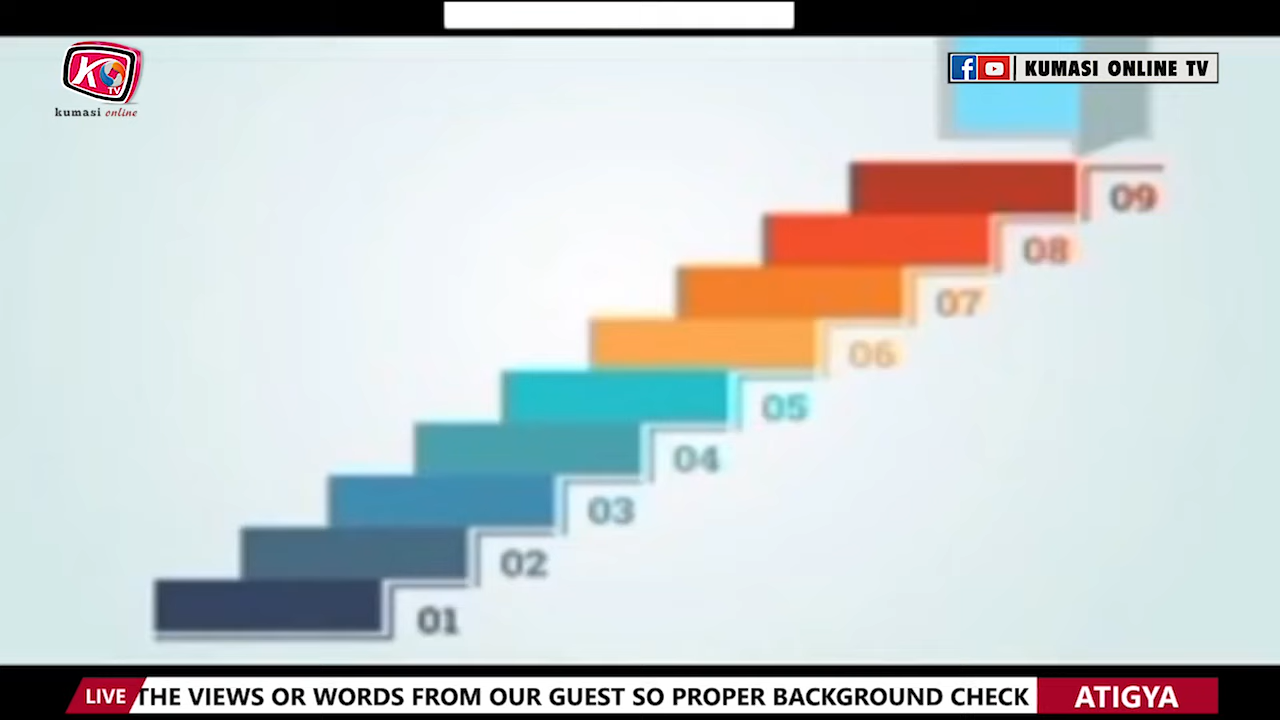 K
TV
kumasi online
KUMASI ONLINE TV
09
08
07
06
05
04
03
02
01
LIVE
THE VIEWS OR WORDS FROM OUR GUEST SO PROPER BACKGROUND CHECK
ATIGYA